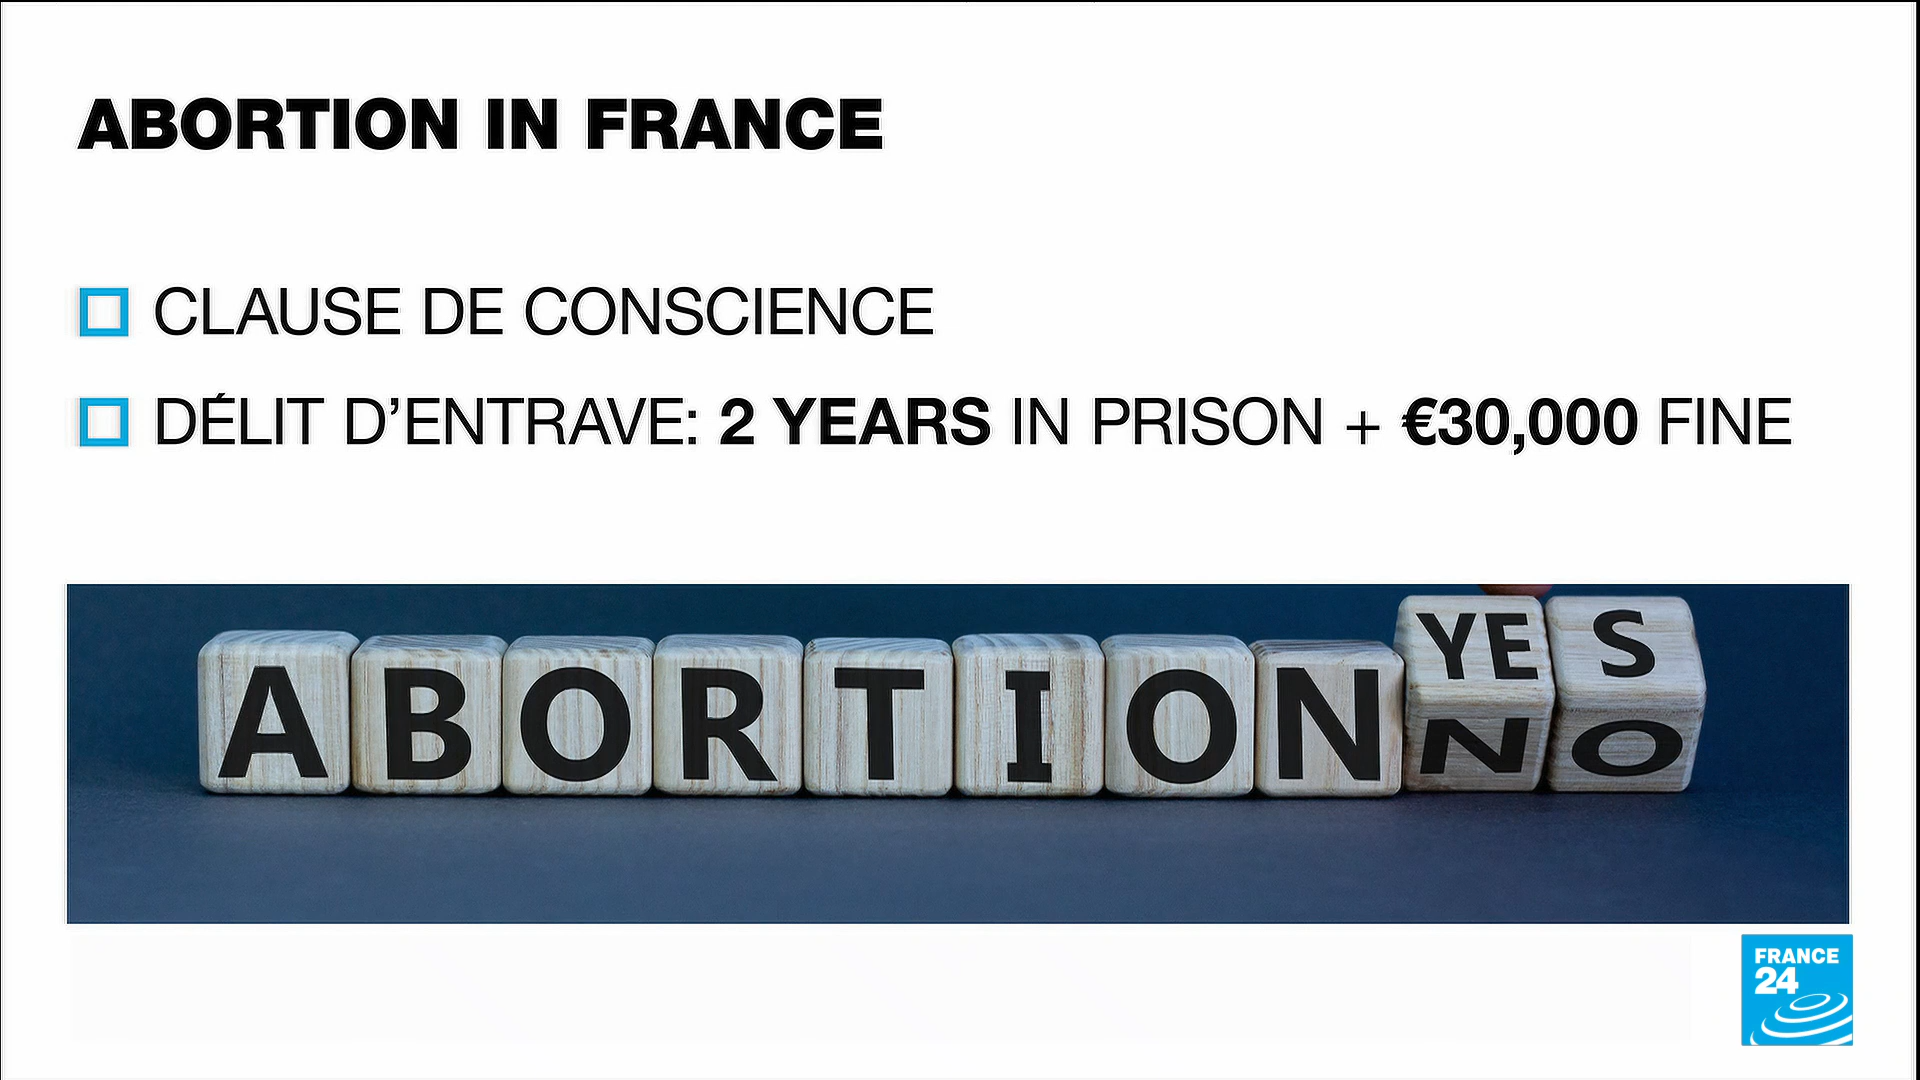 ABORTION IN FRANCE
CLAUSE DE CONSCIENCE
DÉLIT D’ENTRAVE: 2 YEARS IN PRISON + €30,000 FINE
YES
ABORTION
NO
FRANCE
24